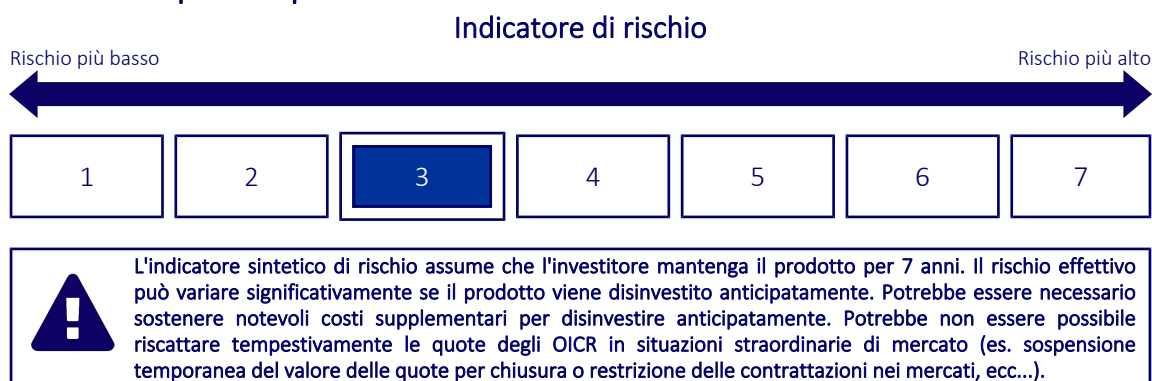 Indicatore di rischio
Rischio più basso
Rischio più alto
1
2
3
4
5
6
7
L'indicatore sintetico di rischio assume che l'investitore mantenga il prodotto per 7 anni. Il rischio effettivo
può variare significativamente se il prodotto viene disinvestito anticipatamente. Potrebbe essere necessario
sostenere notevoli costi supplementari per disinvestire anticipatamente. Potrebbe non essere possibile
riscattare tempestivamente le quote degli OICR in situazioni straordinarie di mercato (es. sospensione
temporanea del valore delle quote per chiusura o restrizione delle contrattazioni nei mercati, ecc...).